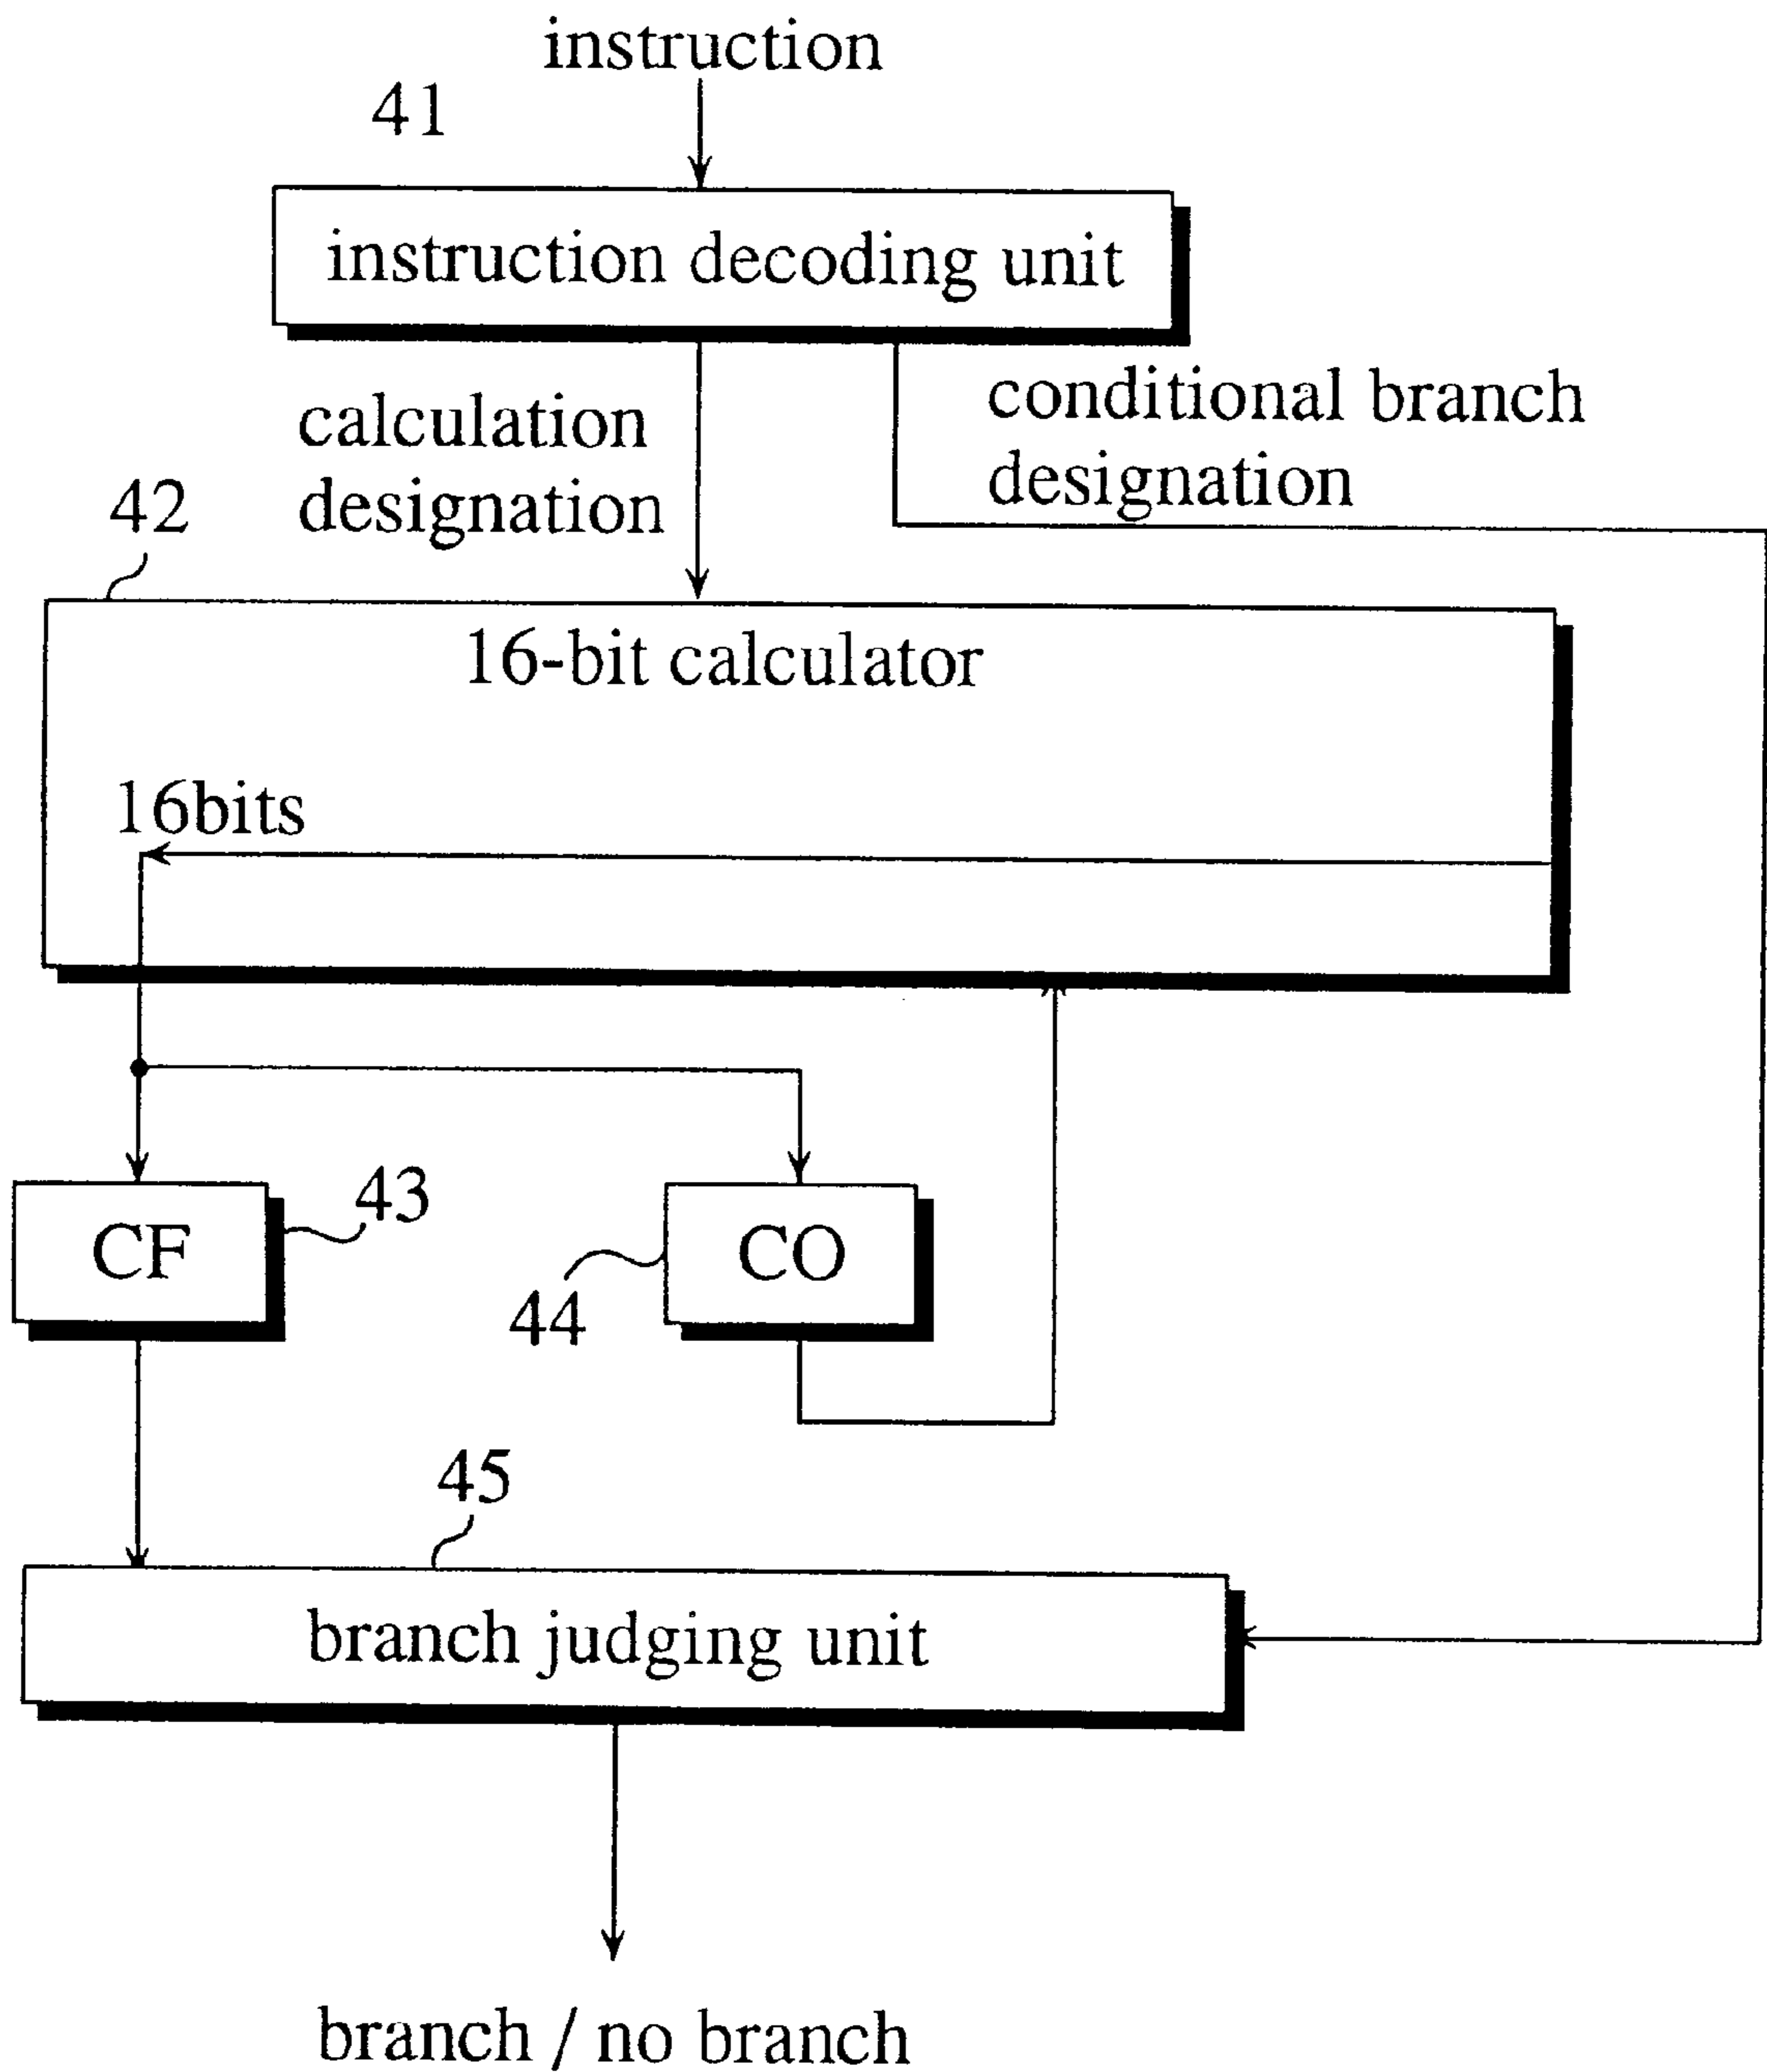 instruction
41
instruction decoding unit
calculation
designation
conditional branch
designation
42
16-bit calculator
16bits
CF
43
CO
44
45
branch judging unit
branch / no branch